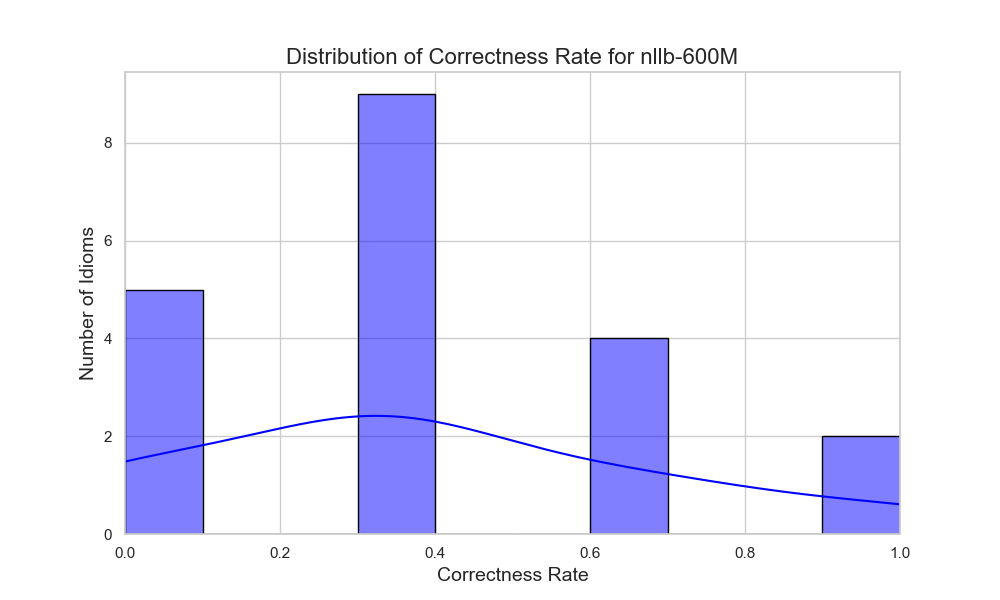 Distribution of Correctness Rate for nllb-600M
Number of Idioms
8
6
4
2
0
0.0 0.2 0.4 0.6 0.8 1.0
Correctness Rate